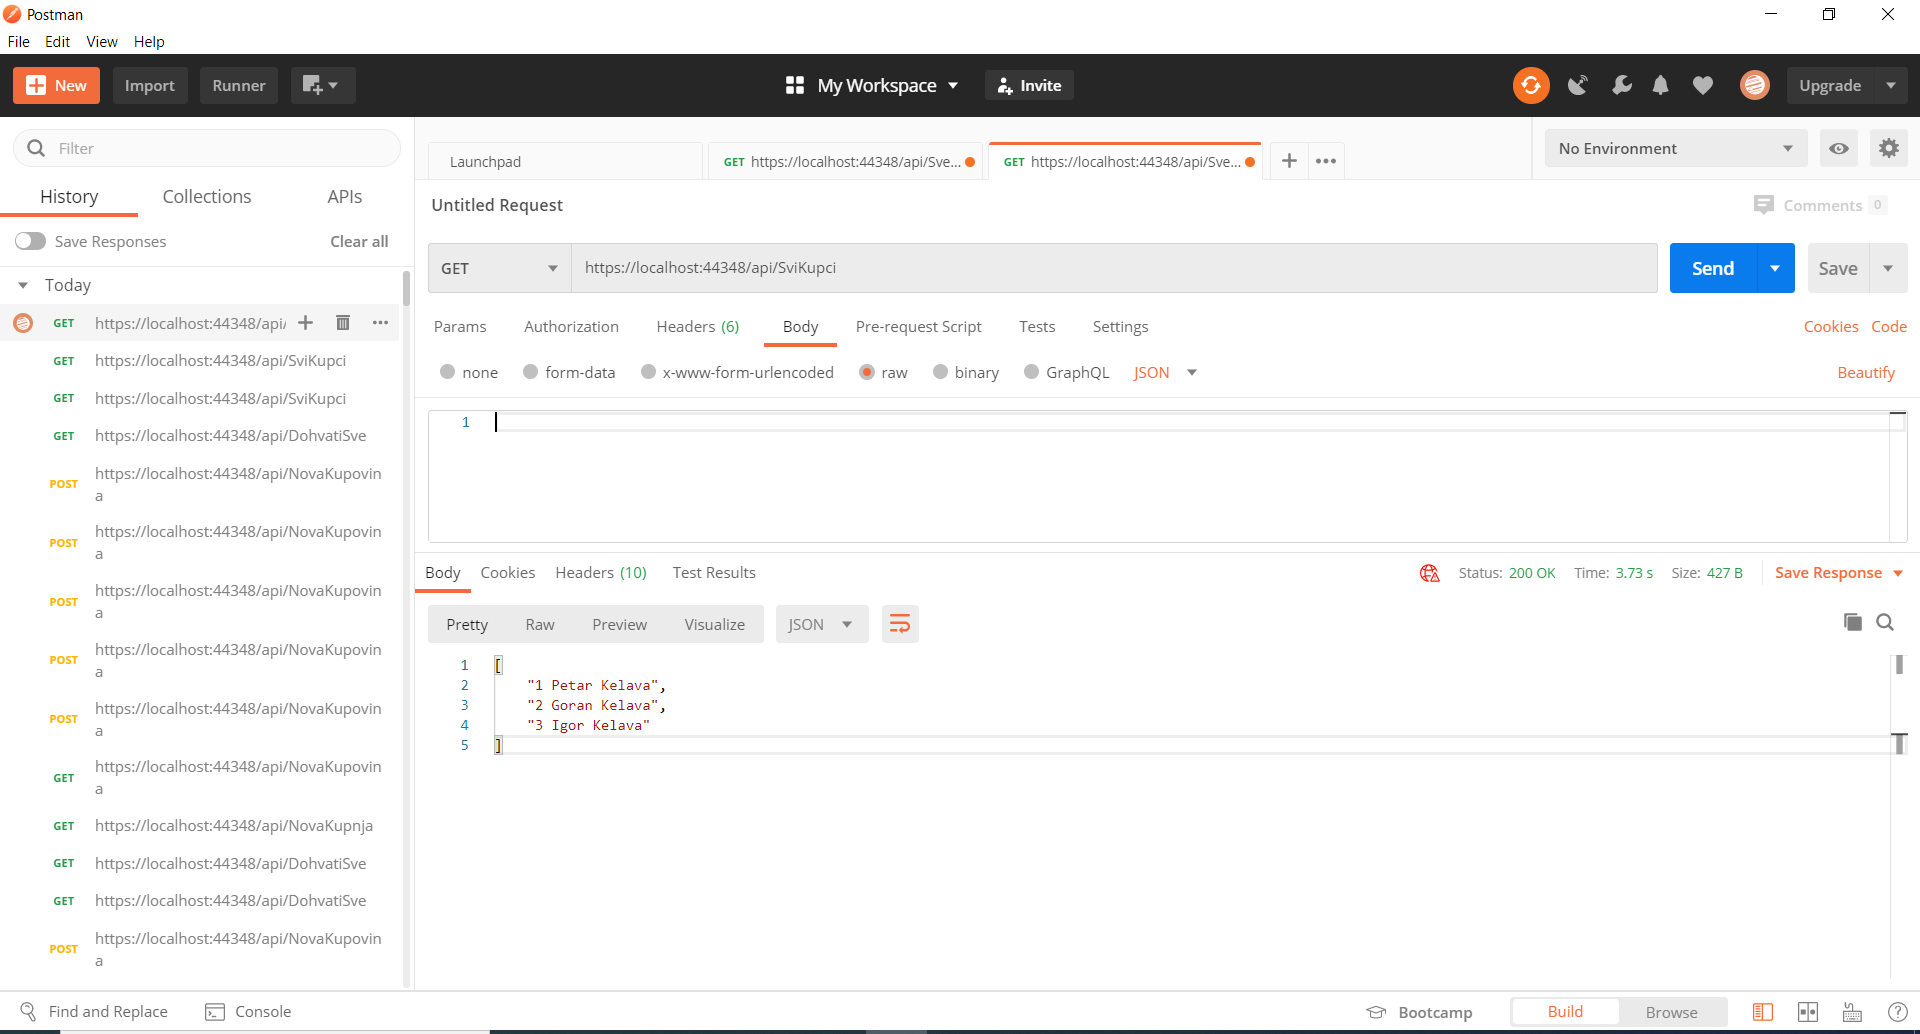 Postman
File Edit View Help
New Import Runner My Workspace Invite Upgrade
Filter
History Collections APIs
Save Responses Clear all
Today
GET https://localhost:44348/api/
GET https://localhost:44348/api/SviKupci
GET https://localhost:44348/api/SviKupci
GET https://localhost:44348/api/DohvatiSve
POST https://localhost:44348/api/NovaKupovin
a
POST https://localhost:44348/api/NovaKupovin
a
POST https://localhost:44348/api/NovaKupovin
a
POST https://localhost:44348/api/NovaKupovin
a
POST https://localhost:44348/api/NovaKupovin
a
GET https://localhost:44348/api/NovaKupovin
a
GET https://localhost:44348/api/NovaKupnja
GET https://localhost:44348/api/DohvatiSve
GET https://localhost:44348/api/DohvatiSve
POST https://localhost:44348/api/NovaKupovin
a
Launchpad GET https://localhost:44348/api/Sve... GET https://localhost:44348/api/Sve... No Environment
Untitled Request Comments 0
GET https://localhost:44348/api/SviKupci Send Save
Params Authorization Headers (6) Body Pre-request Script Tests Settings Cookies Code
none form-data x-www-form-urlencoded raw binary GraphQL JSON Beautify
1
Body Cookies Headers (10) Test Results Status: 200 OK Time: 3.73 s Size: 427 B Save Response
Pretty Raw Preview Visualize JSON
1 [
2 "1 Petar Kelava",
3 "2 Goran Kelava",
4 "3 Igor Kelava"
5 ]
Find and Replace Console Bootcamp Build Browse